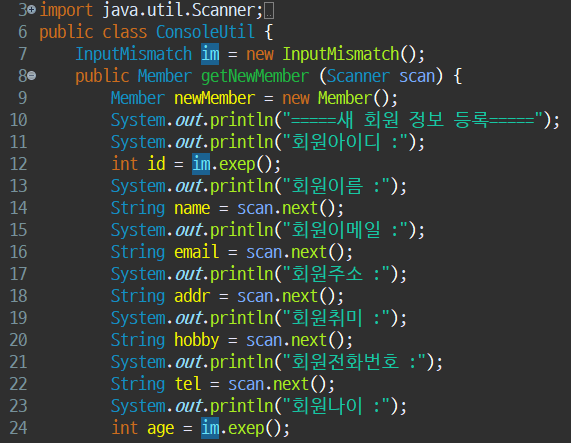 3 import java.util.Scanner;
6 public class ConsoleUtil {
7 InputMismatch im = new InputMismatch();
8 public Member getNewMember (Scanner scan) {
9 Member newMember = new Member();
10 System.out.println("=====새 회원 정보 등록=====");
11 System.out.println("회원아이디 :");
12 int id = im.exep();
13 System.out.println("회원이름 :");
14 String name = scan.next();
15 System.out.println("회원이메일 :");
16 String email = scan.next();
17 System.out.println("회원주소 :");
18 String addr = scan.next();
19 System.out.println("회원취미 :");
20 String hobby = scan.next();
21 System.out.println("회원전화번호 :");
22 String tel = scan.next();
23 System.out.println("회원나이 :");
24 int age = im.exep();